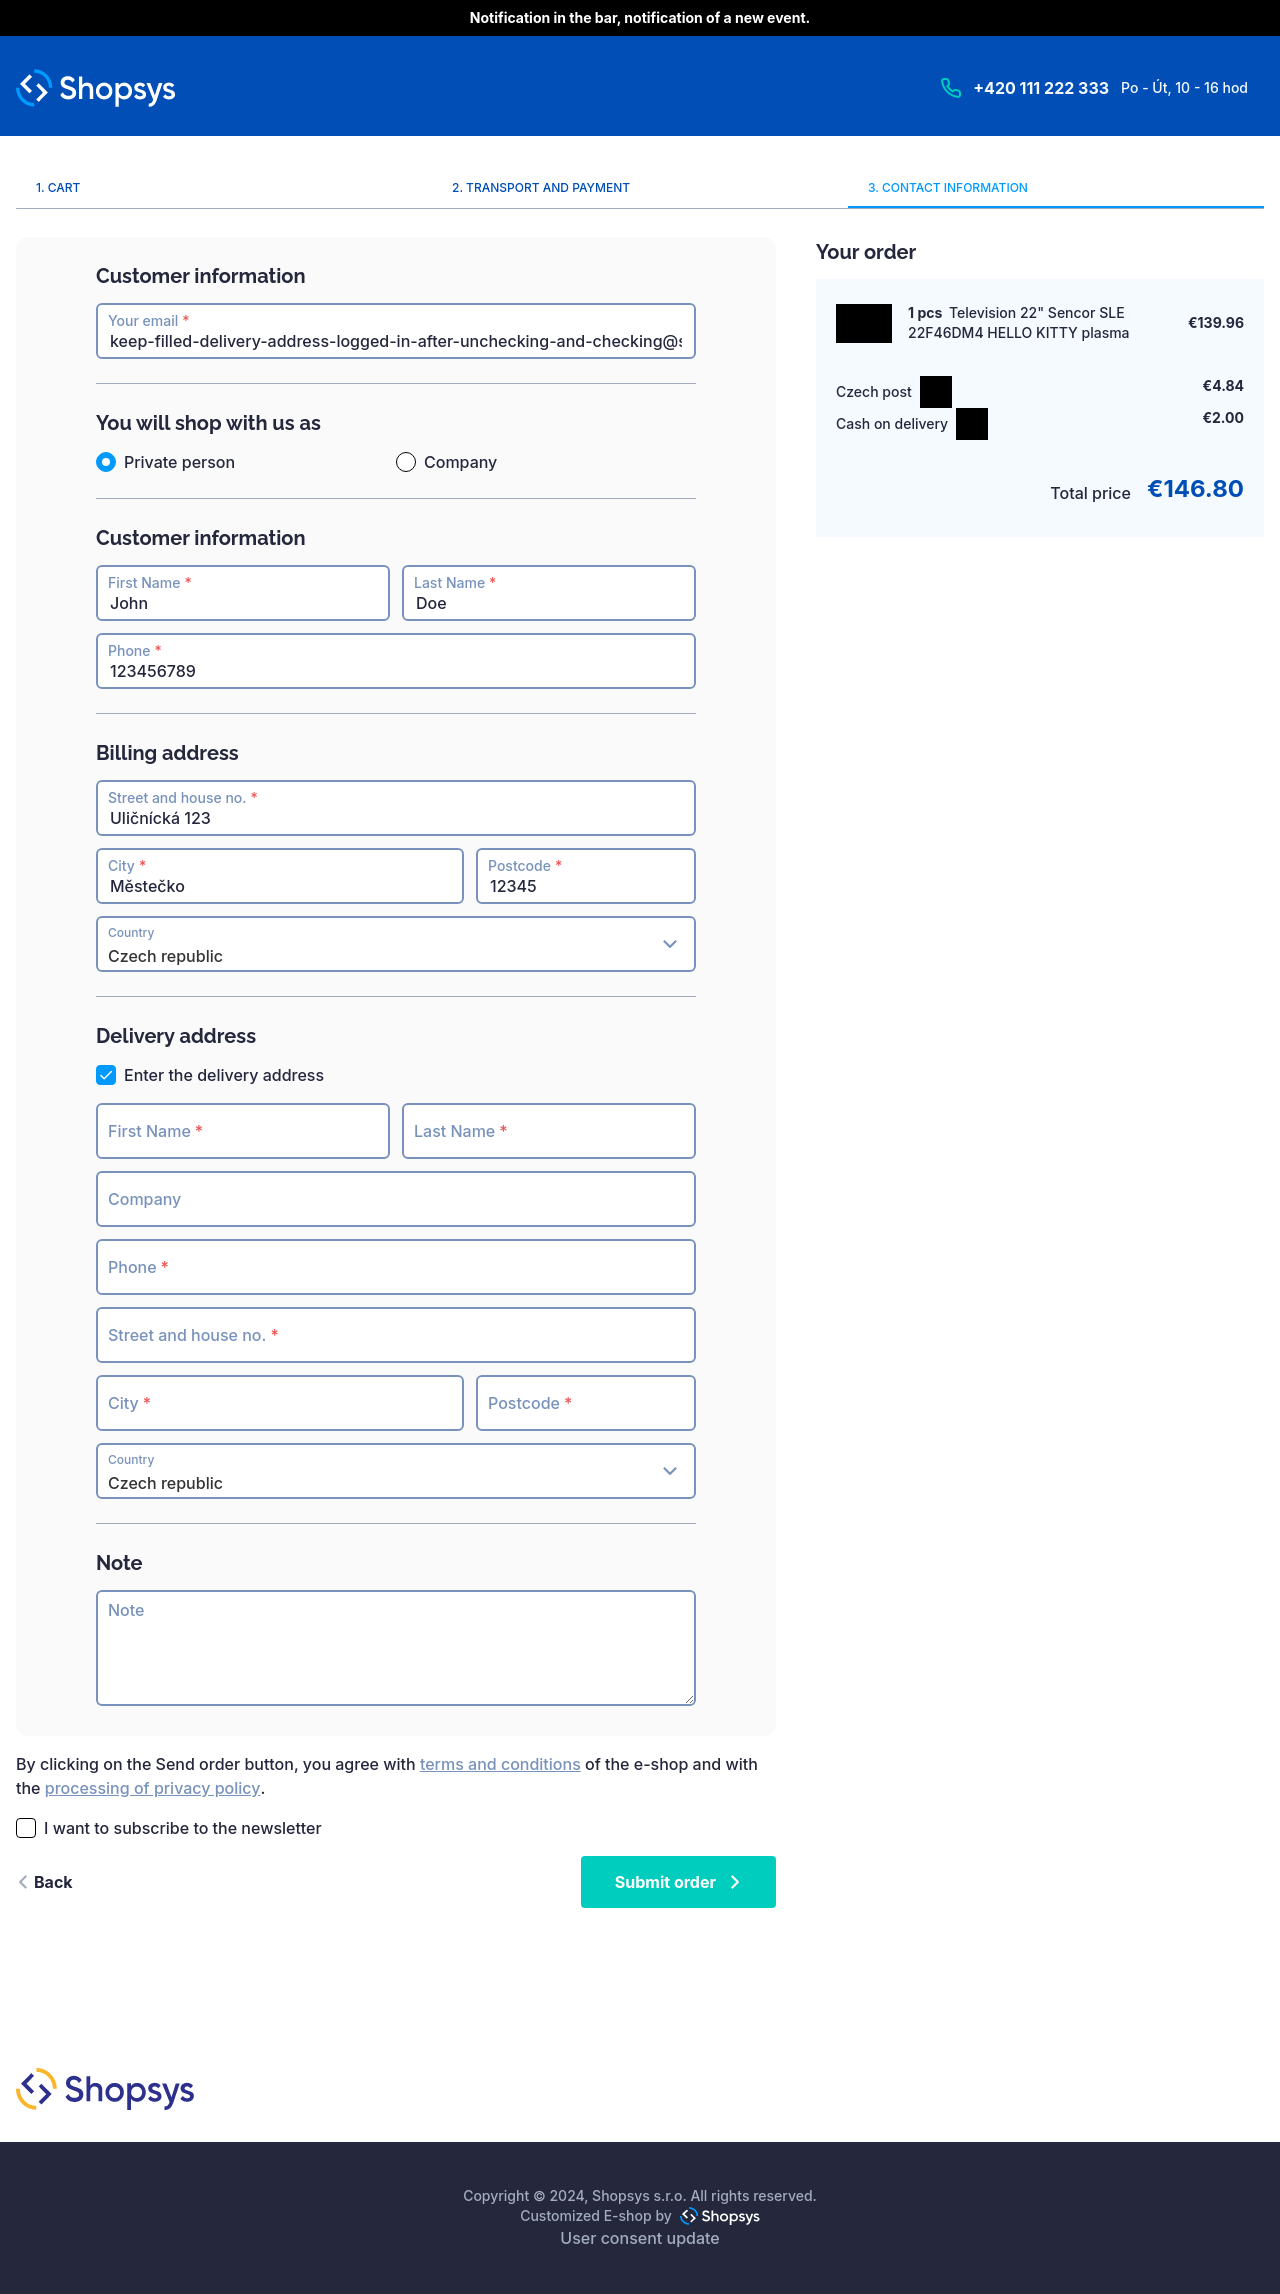 Notification in the bar, notification of a new event.
Shopsys
+420 111 222 333 Po - Út, 10 - 16 hod
1. CART
2. TRANSPORT AND PAYMENT
3. CONTACT INFORMATION
Customer information
Your email *
keep-filled-delivery-address-logged-in-after-unchecking-and-checking@s
You will shop with us as
Private person
Company
Customer information
First Name *
John
Last Name *
Doe
Phone *
123456789
Billing address
Street and house no. *
Uličnícká 123
City *
Městečko
Postcode *
12345
Country
Czech republic
Delivery address
Enter the delivery address
First Name *
Last Name *
Company
Phone *
Street and house no. *
City *
Postcode *
Country
Czech republic
Note
Note
By clicking on the Send order button, you agree with terms and conditions of the e-shop and with
the processing of privacy policy.
I want to subscribe to the newsletter
Back
Submit order
Your order
1 pcs Television 22" Sencor SLE
22F46DM4 HELLO KITTY plasma
€139.96
Czech post
€4.84
Cash on delivery
€2.00
Total price €146.80
Shopsys
Copyright © 2024, Shopsys s.r.o. All rights reserved.
Customized E-shop by Shopsys
User consent update